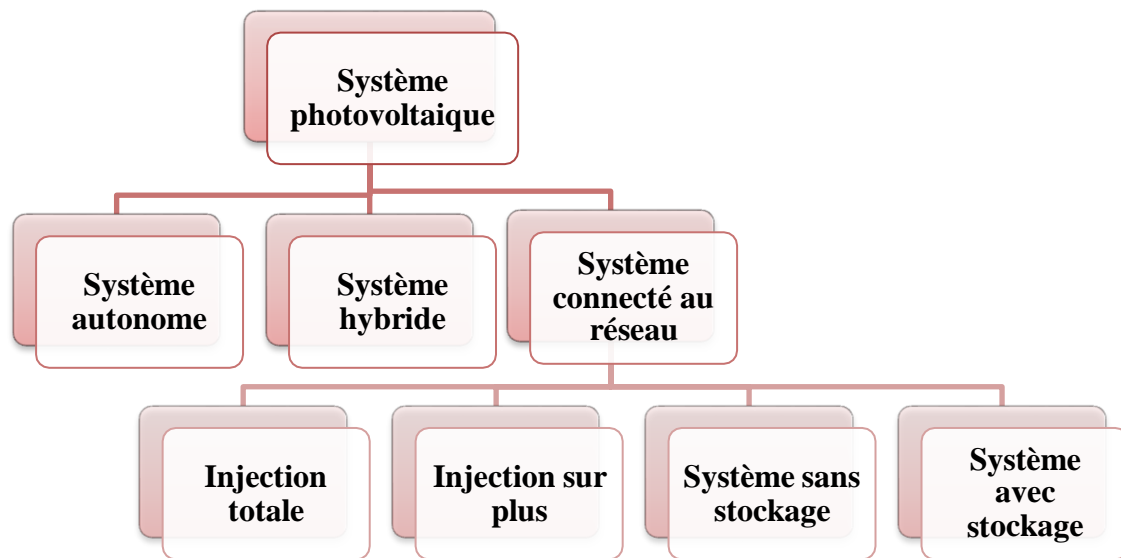 Système
photovoltaique
Système
autonome
Système
hybride
Système
connecté au
réseau
Injection
totale
Injection sur
plus
Système sans
stockage
Système
avec
stockage